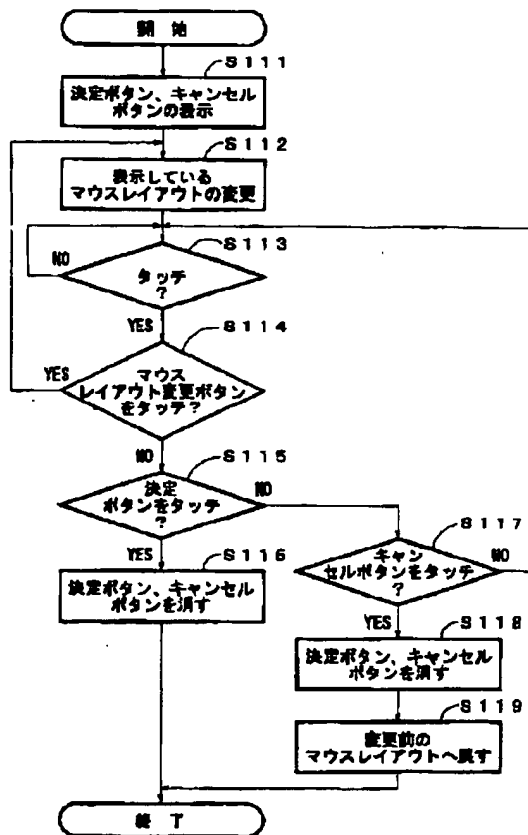 開 始
S111
決定ボタン、キャンセル
ボタンの表示
S112
表示している
マウスレイアウトの変更
S113
NO
タッチ
?
YES
S114
YES
マウス
レイアウト変更ボタン
をタッチ?
NO
S115
決定
ボタンをタッチ
?
NO
YES
S116
決定ボタン、キャンセル
ボタンを消す
S117
キャン
セルボタンをタッチ
?
NO
YES
S118
決定ボタン、キャンセル
ボタンを消す
S119
変更前の
マウスレイアウトへ戻す
終 了